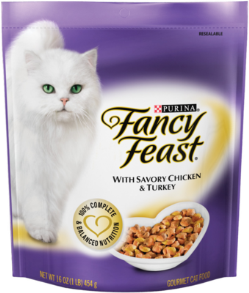 RESEALABLE
PURINA
Fancy
Feast®
WITH SAVORY CHICKEN
& TURKEY
100% COMPLETE
& BALANCED NUTRITION
NET WT 16 OZ (1 LB) 454 g
GOURMET CAT FOOD